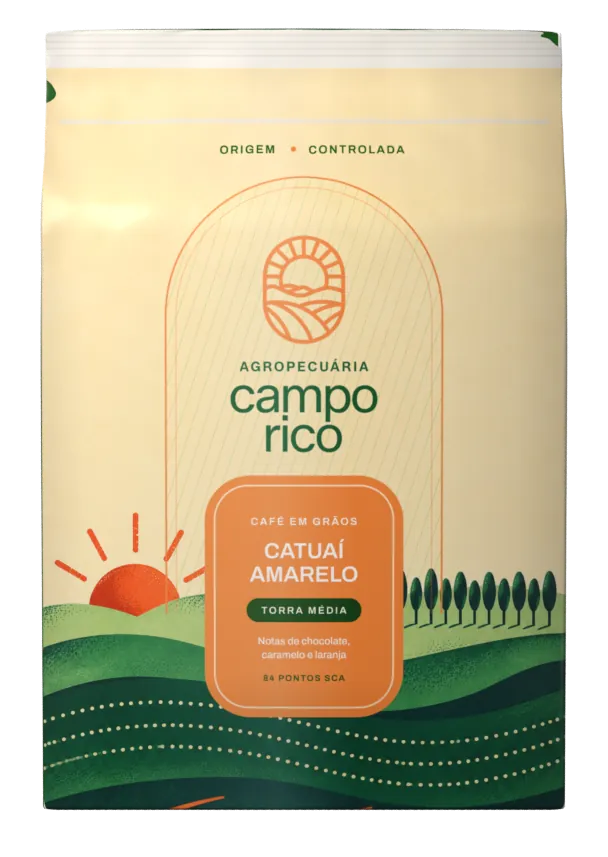 ORIGEM • CONTROLADA
AGROPECUÁRIA
campo
rico
CAFÉ EM GRÃOS
CATUAÍ
AMARELO
TORRA MÉDIA
Notas de chocolate,
caramelo e laranja
84 PONTOS SCA